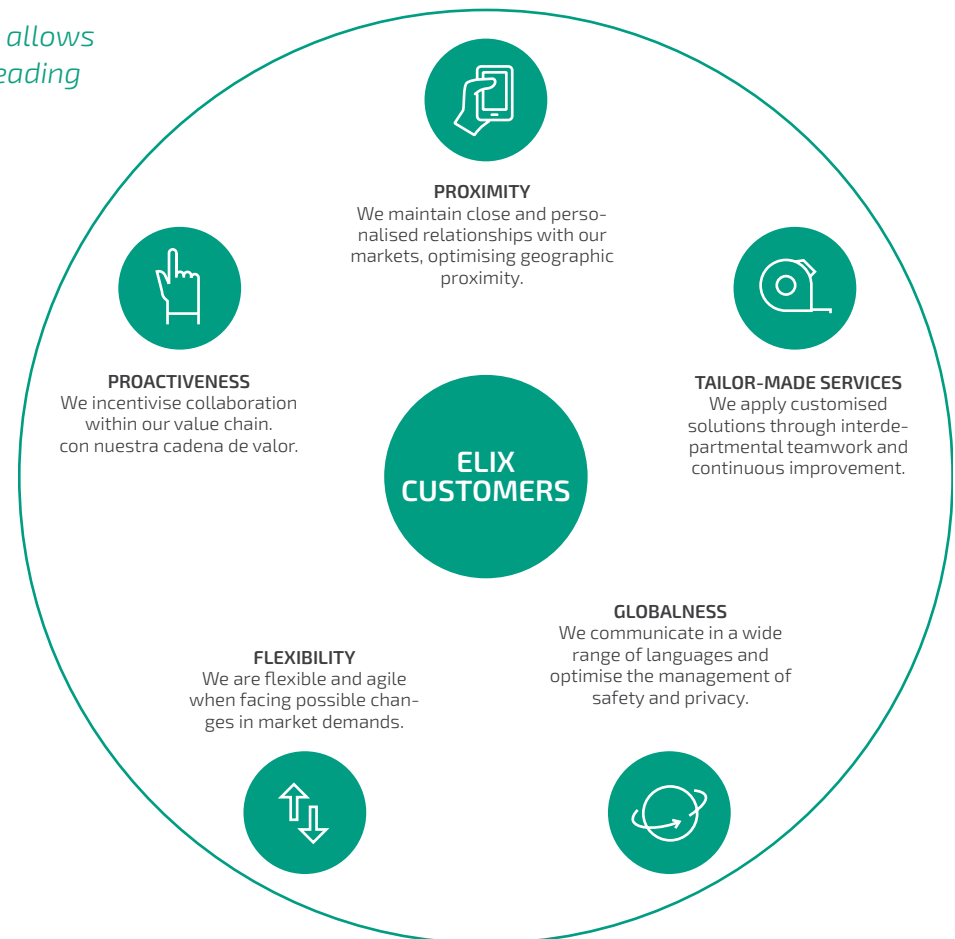 allows
eading
PROXIMITY
We maintain close and perso-
nalised relationships with our
markets, optimising geographic
proximity.
PROACTIVENESS
We incentivise collaboration
within our value chain.
con nuestra cadena de valor.
TAILOR-MADE SERVICES
We apply customised
solutions through interde-
partmental teamwork and
continuous improvement.
ELIX
CUSTOMERS
FLEXIBILITY
We are flexible and agile
when facing possible chan-
ges in market demands.
GLOBALNESS
We communicate in a wide
range of languages and
optimise the management of
safety and privacy.